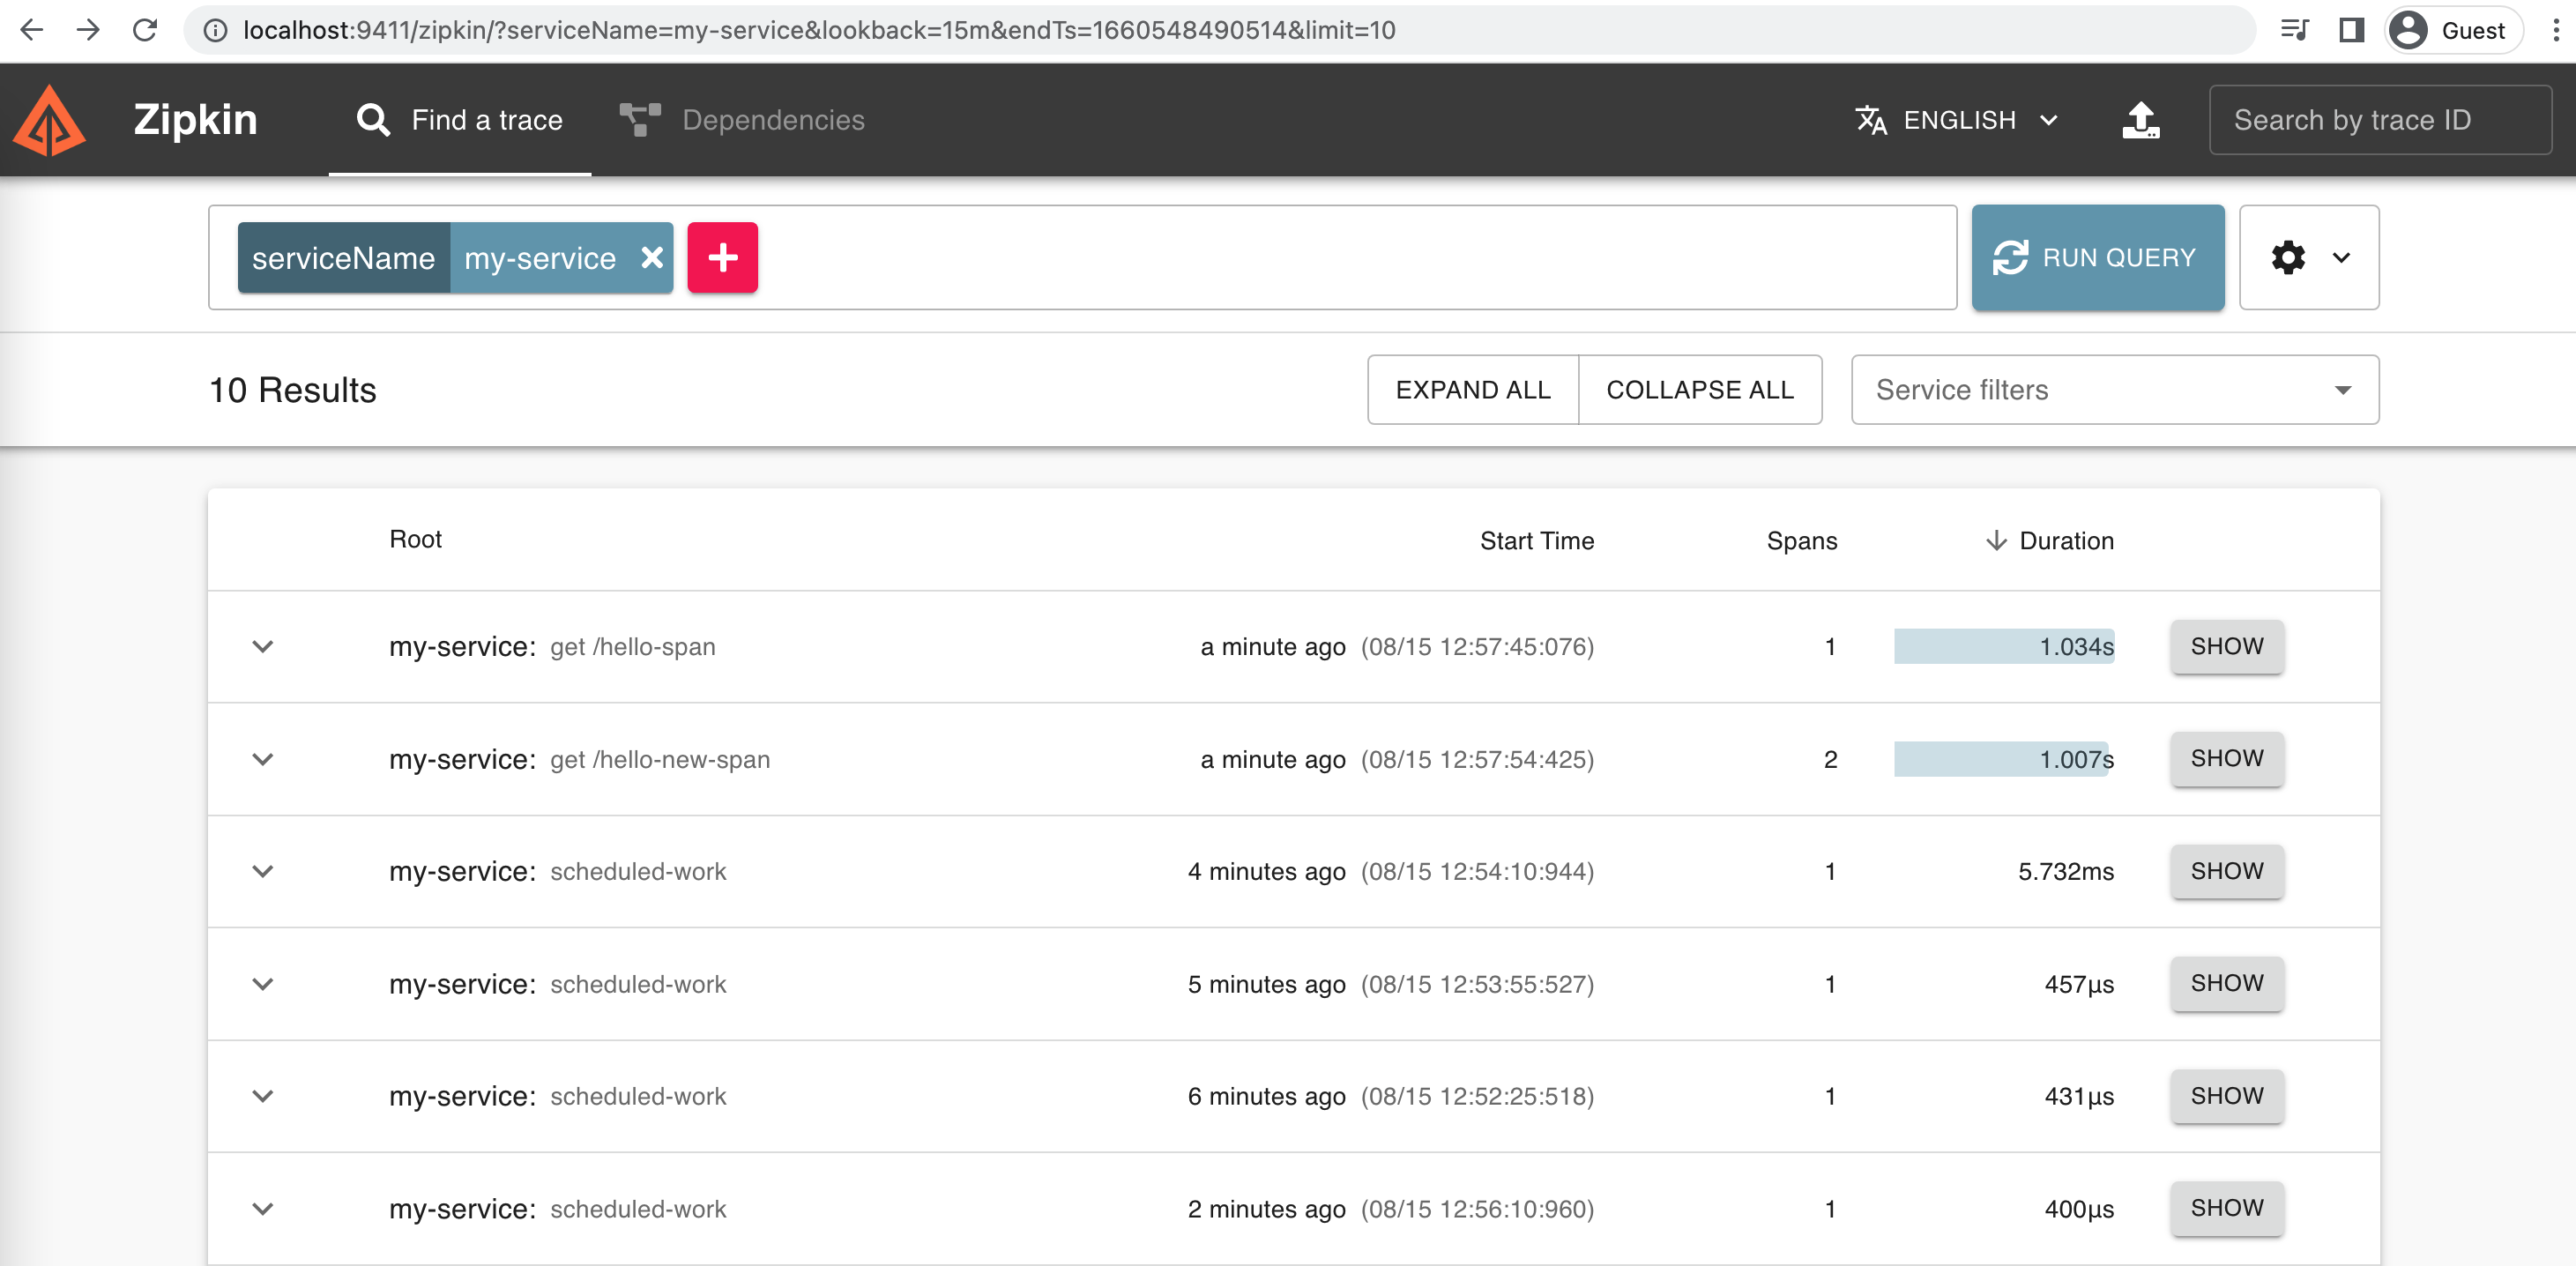 localhost:9411/zipkin/?serviceName=my-service&lookback=15m&endTs=1660548490514&limit=10 Guest
Zipkin Find a trace Dependencies ENGLISH Search by trace ID
serviceName my-service RUN QUERY
10 Results EXPAND ALL COLLAPSE ALL Service filters
Root Start Time Spans Duration
my-service: get /hello-span a minute ago (08/15 12:57:45:076) 1 1.034s SHOW
my-service: get /hello-new-span a minute ago (08/15 12:57:54:425) 2 1.007s SHOW
my-service: scheduled-work 4 minutes ago (08/15 12:54:10:944) 1 5.732ms SHOW
my-service: scheduled-work 5 minutes ago (08/15 12:53:55:527) 1 457μs SHOW
my-service: scheduled-work 6 minutes ago (08/15 12:52:25:518) 1 431μs SHOW
my-service: scheduled-work 2 minutes ago (08/15 12:56:10:960) 1 400μs SHOW